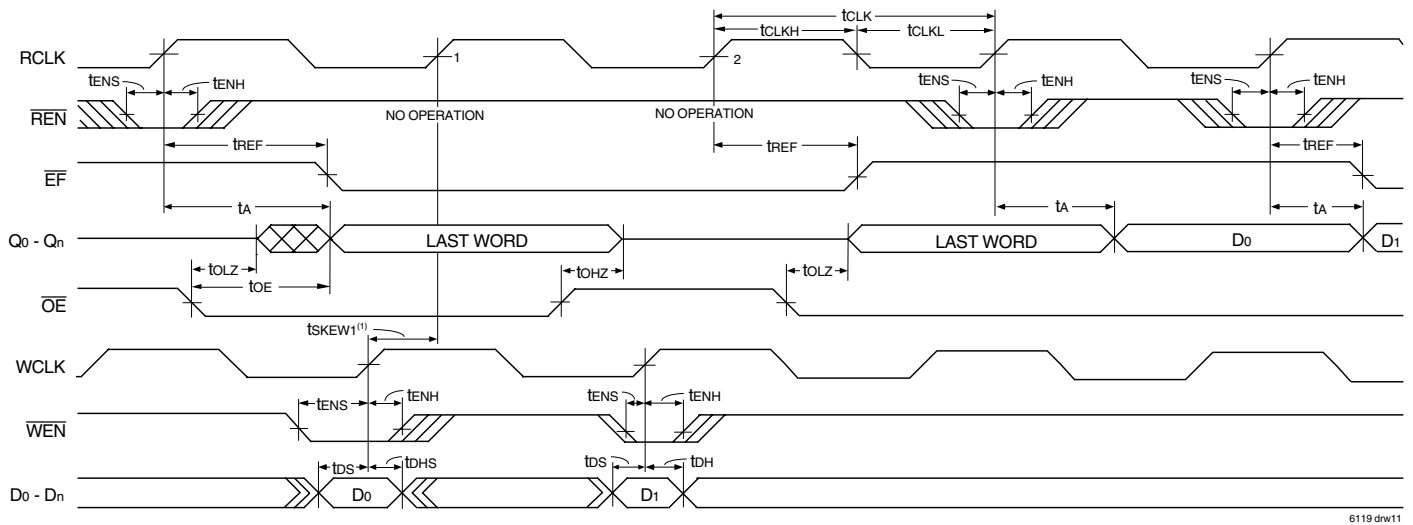 tCLK
tCLKH tCLKL
RCLK 1 2
tENS tENH tENS tENH tENS tENH
REN NO OPERATION NO OPERATION
tREF tREF tREF
EF
tA tA tA
Q0 - Qn LAST WORD LAST WORD D0 D1
tOLZ tOHZ tOLZ
tOE
OE
tSKEW1(1)
WCLK
tENS tENH tENS tENH
WEN
tDS tDHS tDS tDH
D0 - Dn D0 D1
6119 drw11